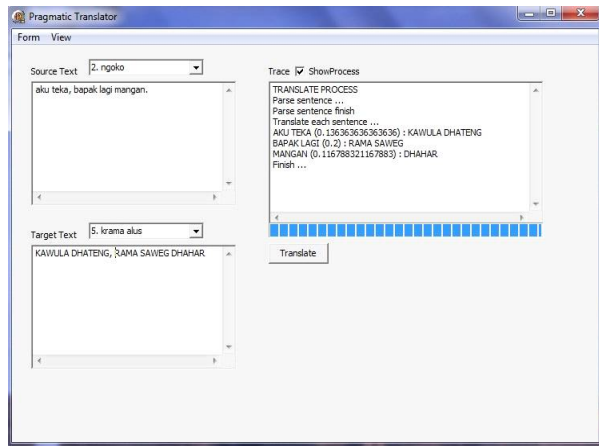 Pragmatic Translator
Form View
Source Text 2. ngoko
aku teka, bapak lagi mangan.
Target Text 5. krama alus
KAWULA DHATENG, RAMA SAWEG DHAHAR
Trace ShowProcess
TRANSLATE PROCESS
Parse sentence ...
Parse sentence finish
Translate each sentence ...
AKU TEKA (0.136363636363636) : KAWULA DHATENG
BAPAK LAGI (0.2) : RAMA SAWEG
MANGAN (0.116788321167883) : DHAHAR
Finish ...
Translate